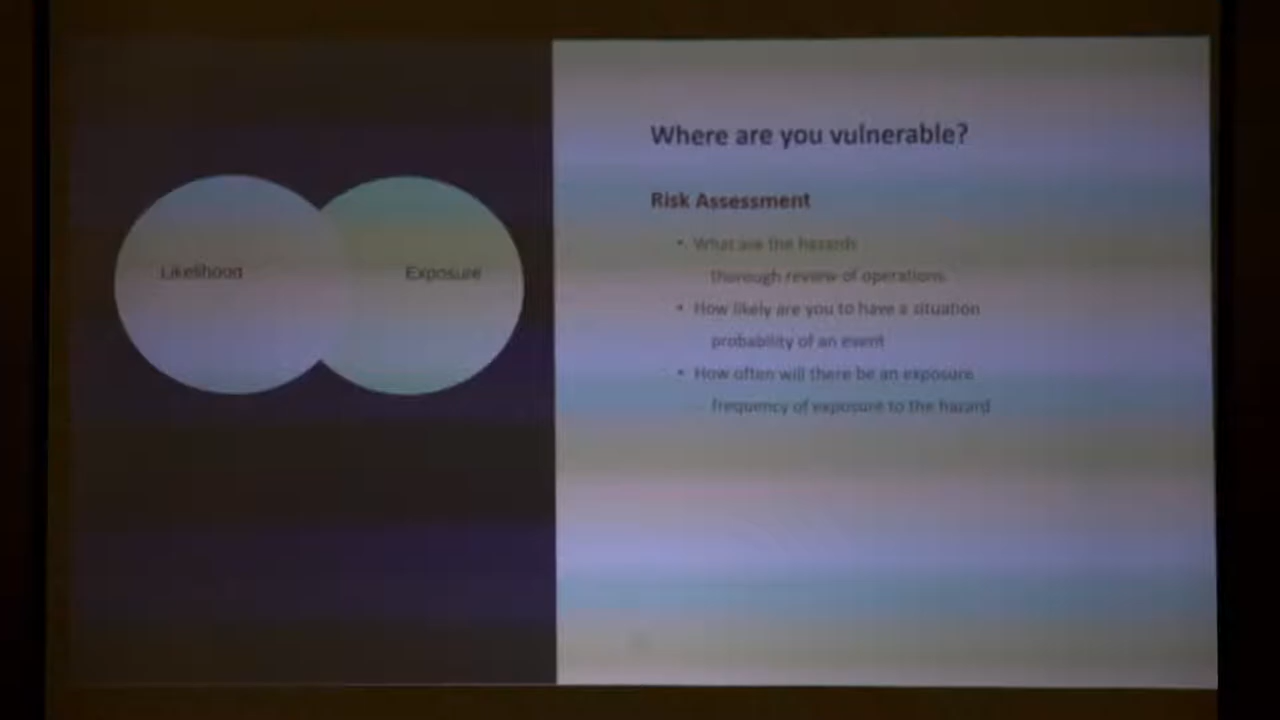 Likelihood
Exposure
Where are you vulnerable?
Risk Assessment
• What are the hazards
thorough review of operations
• How likely are you to have a situation
probability of an event
• How often will there be an exposure
frequency of exposure to the hazard